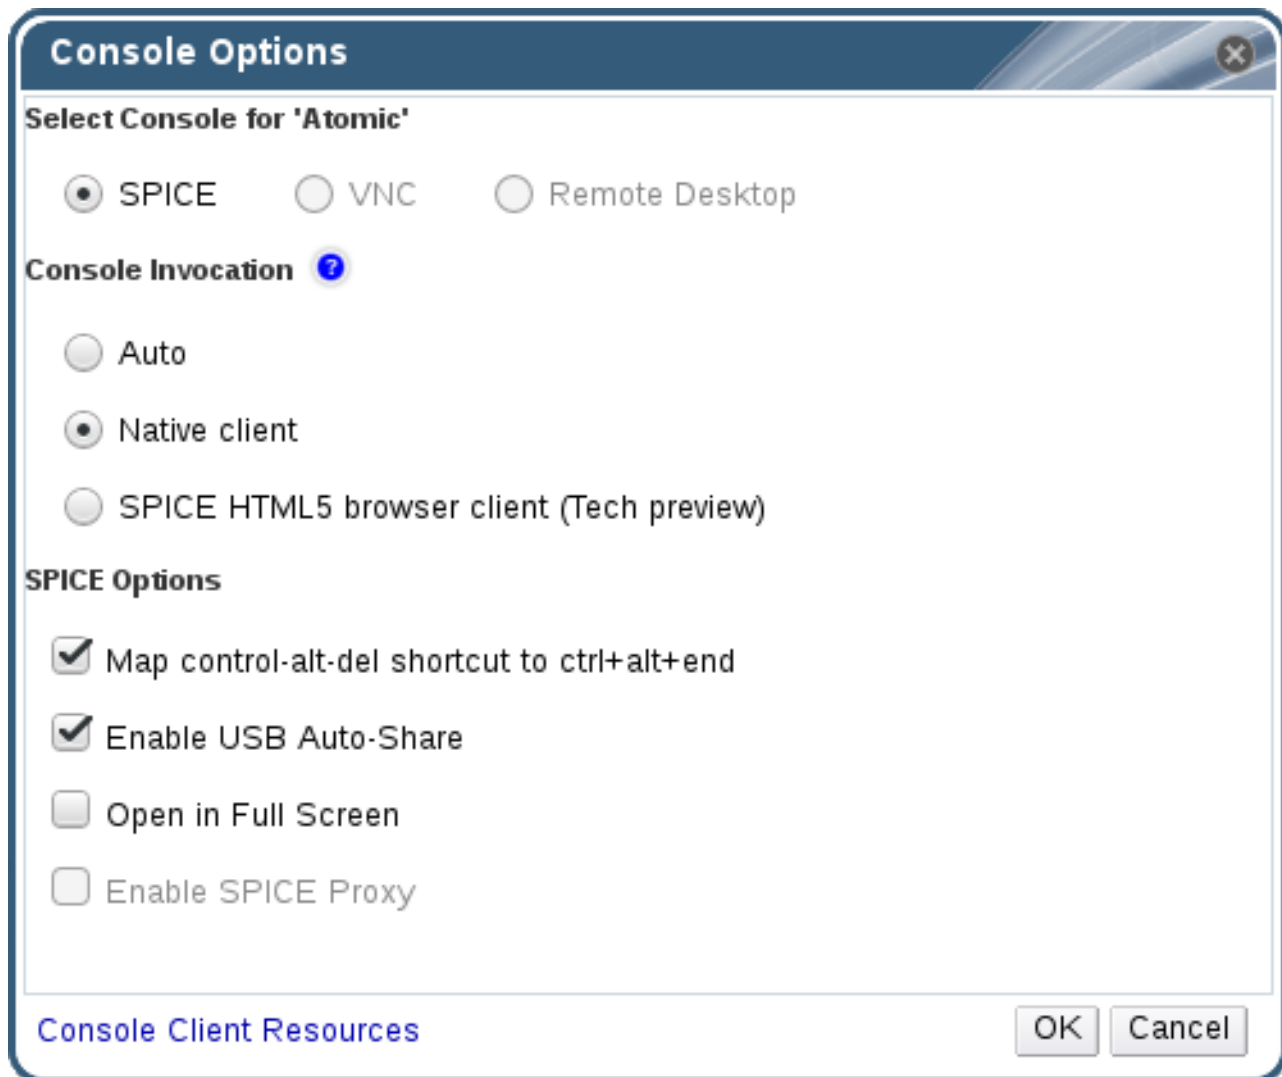 Console Options
Select Console for 'Atomic'
SPICE VNC Remote Desktop
Console Invocation ?
Auto
Native client
SPICE HTML5 browser client (Tech preview)
SPICE Options
Map control-alt-del shortcut to ctrl+alt+end
Enable USB Auto-Share
Open in Full Screen
Enable SPICE Proxy
Console Client Resources OK Cancel